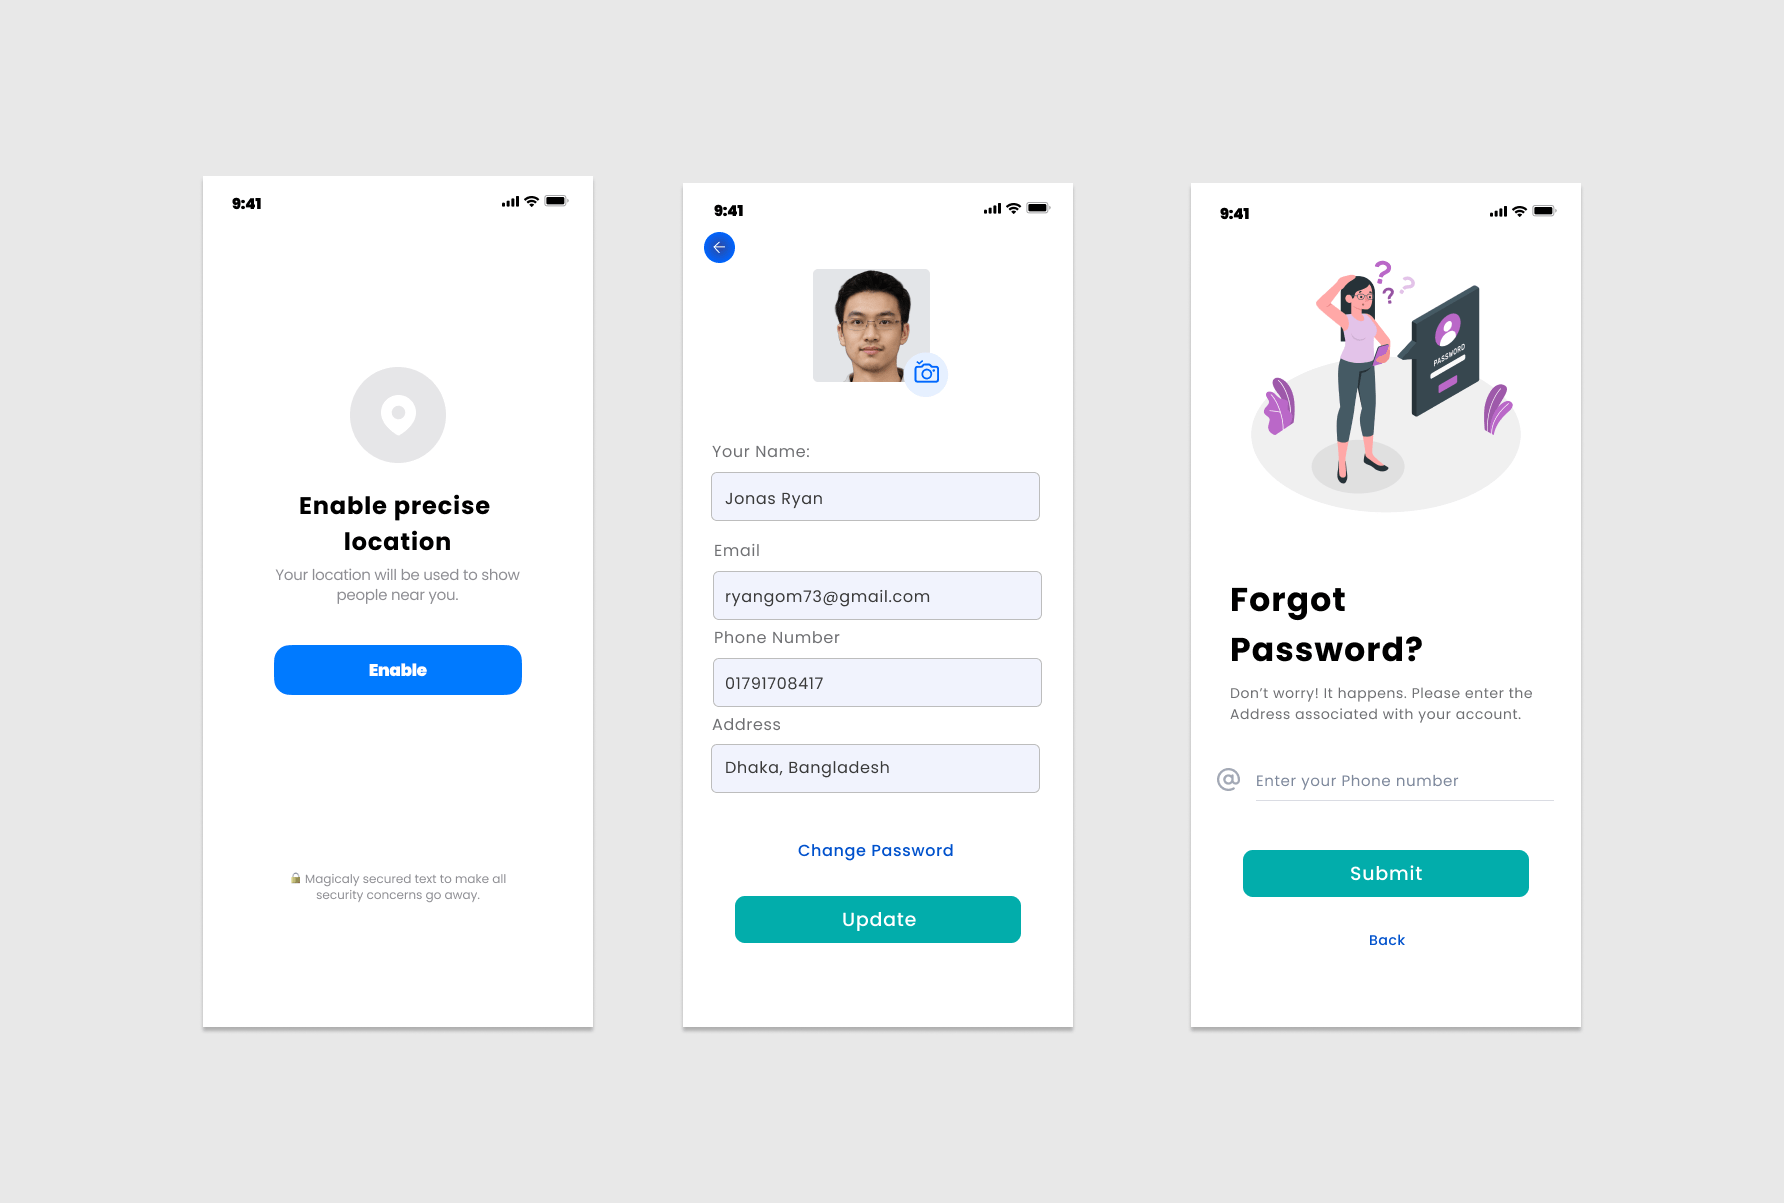 9:41
Enable precise
location
Your location will be used to show
people near you.
Enable
🔒 Magicaly secured text to make all
security concerns go away.
9:41
Your Name:
Jonas Ryan
Email
ryangom73@gmail.com
Phone Number
01791708417
Address
Dhaka, Bangladesh
Change Password
Update
9:41
? ? ?
PASSWORD
Forgot
Password?
Don’t worry! It happens. Please enter the
Address associated with your account.
@ Enter your Phone number
Submit
Back